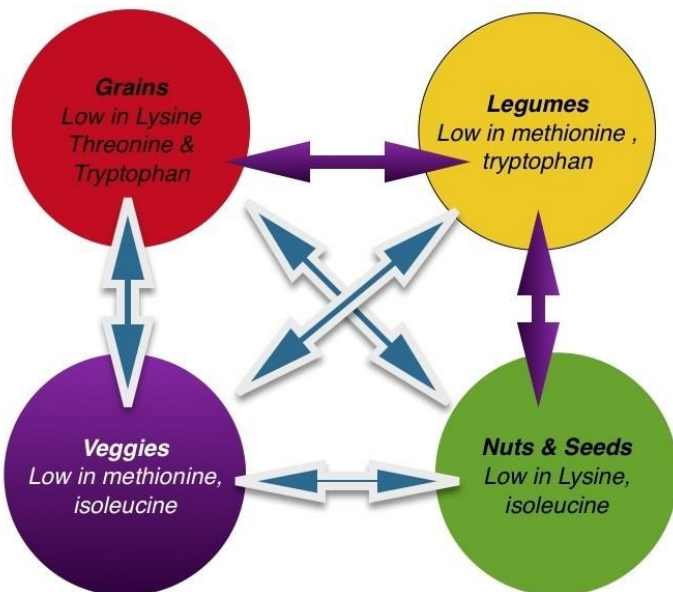 Grains
Low in Lysine
Threonine &
Tryptophan
Legumes
Low in methionine ,
tryptophan
Veggies
Low in methionine,
isoleucine
Nuts & Seeds
Low in Lysine,
isoleucine